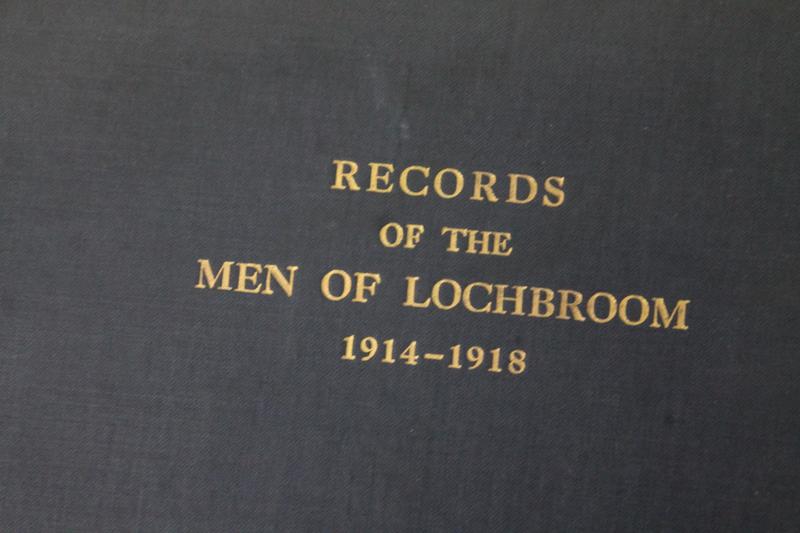 RECORDS
OF THE
MEN OF LOCHBROOM
1914–1918